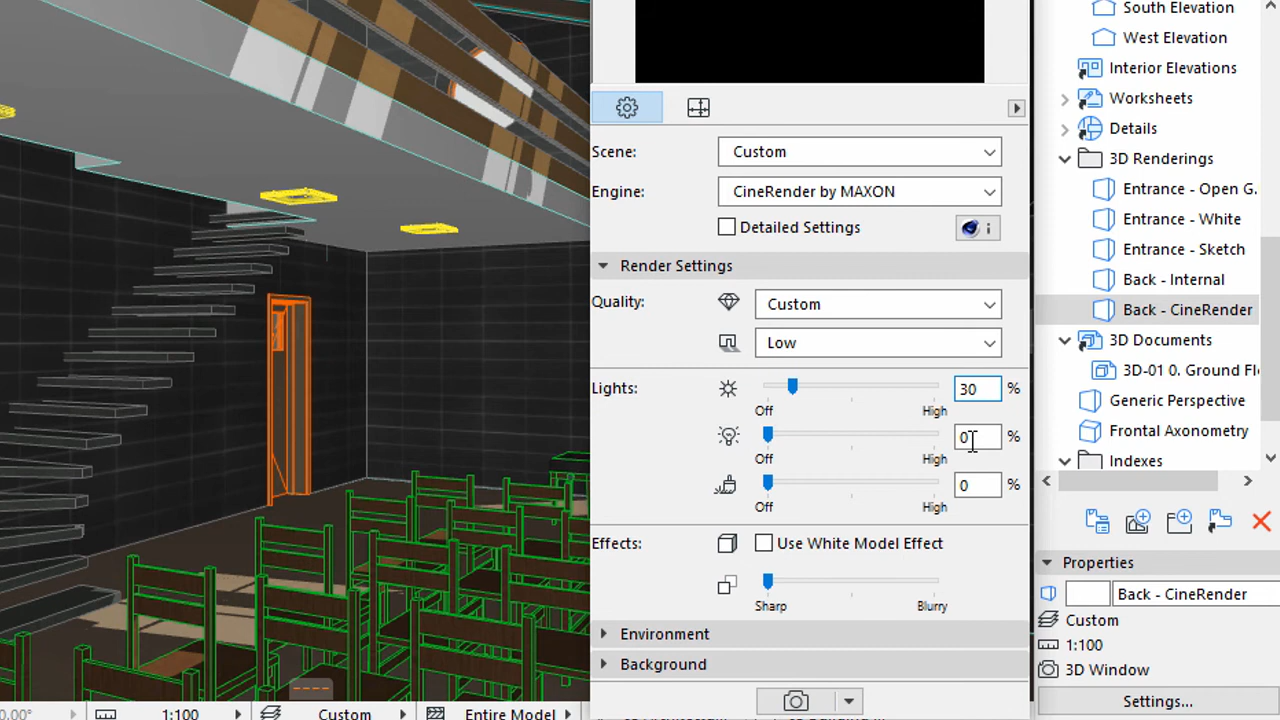 Scene:
Custom
Engine:
CineRender by MAXON
Detailed Settings
i
Render Settings
Quality:
Custom
Low
Lights:
30 %
Off
High
0 %
Off
High
0 %
Off
High
Effects:
Use White Model Effect
Sharp
Blurry
Environment
Background
South Elevation
West Elevation
Interior Elevations
Worksheets
Details
3D Renderings
Entrance - Open G.
Entrance - White
Entrance - Sketch
Back - Internal
Back - CineRender
3D Documents
3D-01 0. Ground Fl
Generic Perspective
Frontal Axonometry
Indexes
Properties
Back - CineRender
Custom
1:100
3D Window
Settings...
0.00°
1:100
Custom
Entire Model